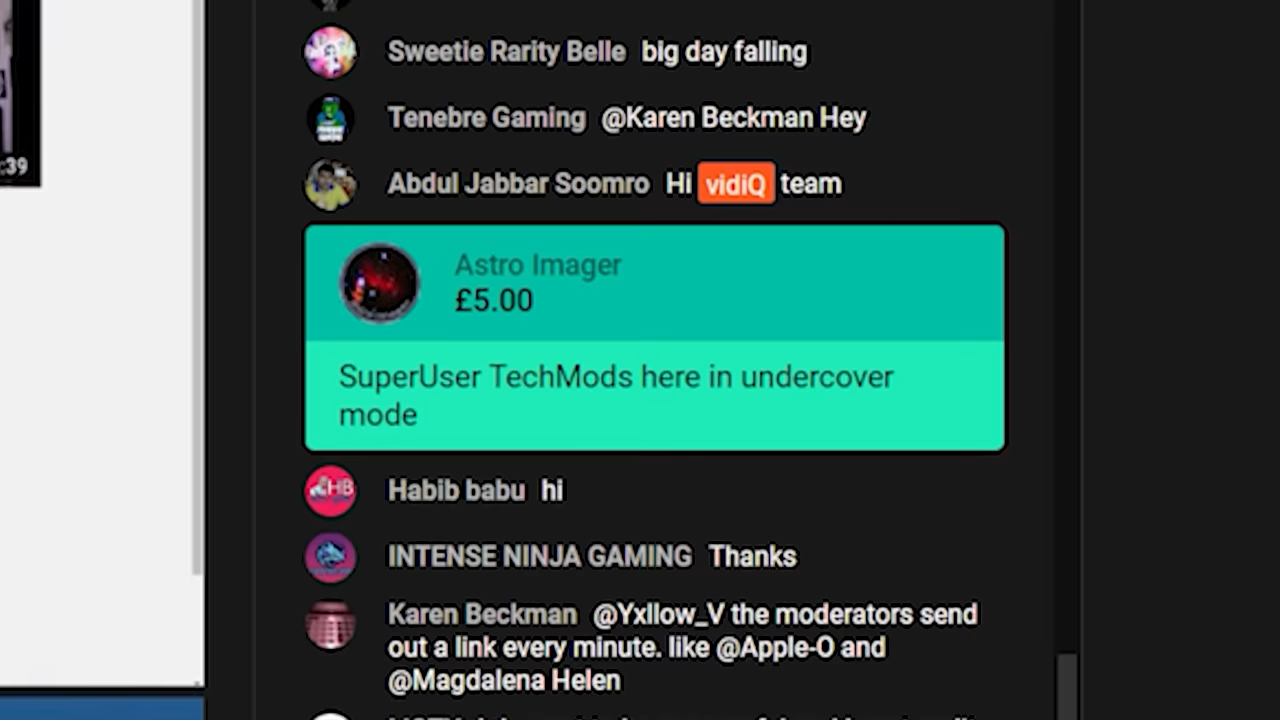 Sweetie Rarity Belle big day falling
Tenebre Gaming @Karen Beckman Hey
:39
Abdul Jabbar Soomro Hi vidiQ team
Astro Imager
£5.00
SuperUser TechMods here in undercover
mode
HB
Habib babu hi
INTENSE NINJA GAMING Thanks
Karen Beckman @Yxllow_V the moderators send
out a link every minute. like @Apple-O and
@Magdalena Helen